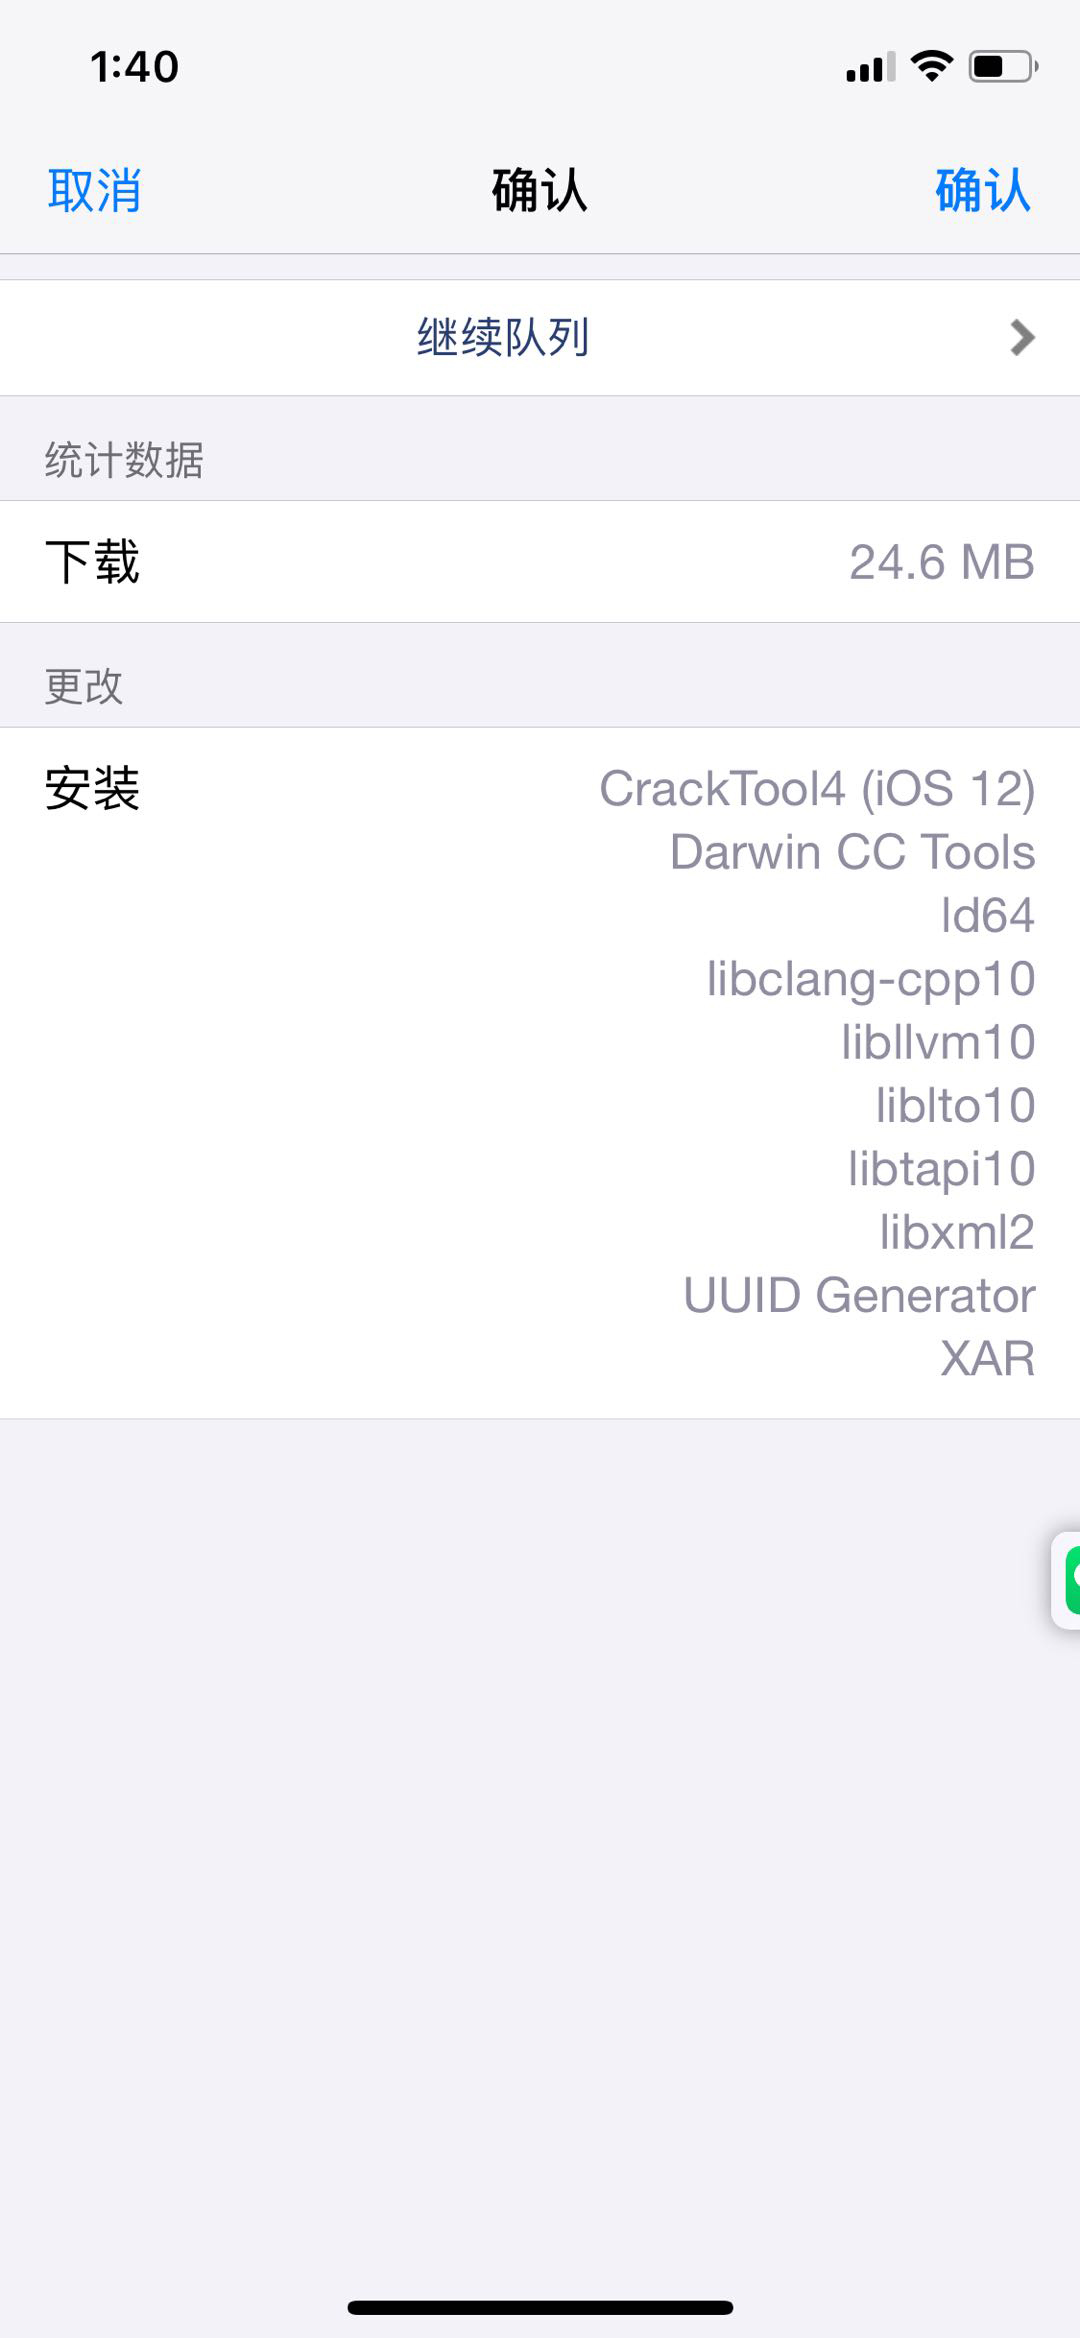 1:40
取消
确认
确认
继续队列
统计数据
下载
24.6 MB
更改
安装
CrackTool4 (iOS 12)
Darwin CC Tools
ld64
libclang-cpp10
libllvm10
liblto10
libtapi10
libxml2
UUID Generator
XAR